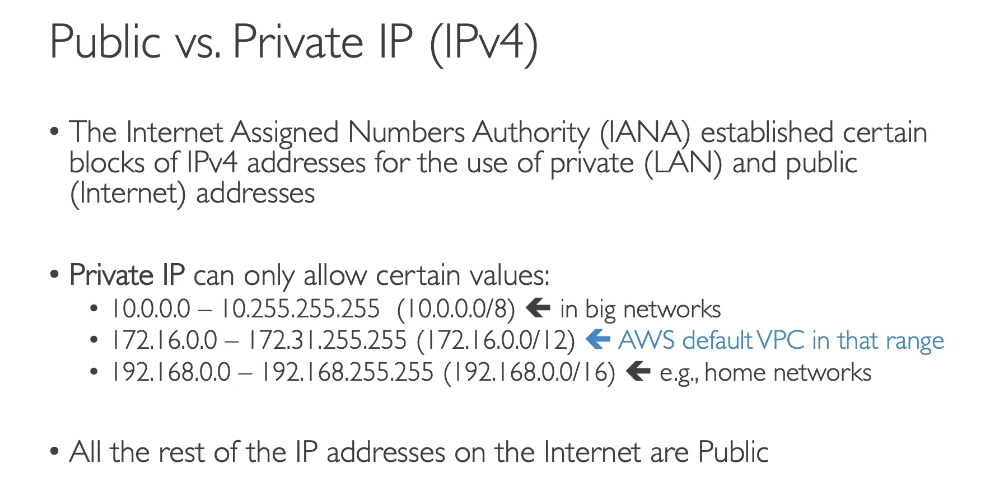 Public vs. Private IP (IPv4)
• The Internet Assigned Numbers Authority (IANA) established certain
blocks of IPv4 addresses for the use of private (LAN) and public
(Internet) addresses
• Private IP can only allow certain values:
• 10.0.0.0 – 10.255.255.255 (10.0.0.0/8) ← in big networks
• 172.16.0.0 – 172.31.255.255 (172.16.0.0/12) ← AWS default VPC in that range
• 192.168.0.0 – 192.168.255.255 (192.168.0.0/16) ← e.g., home networks
• All the rest of the IP addresses on the Internet are Public